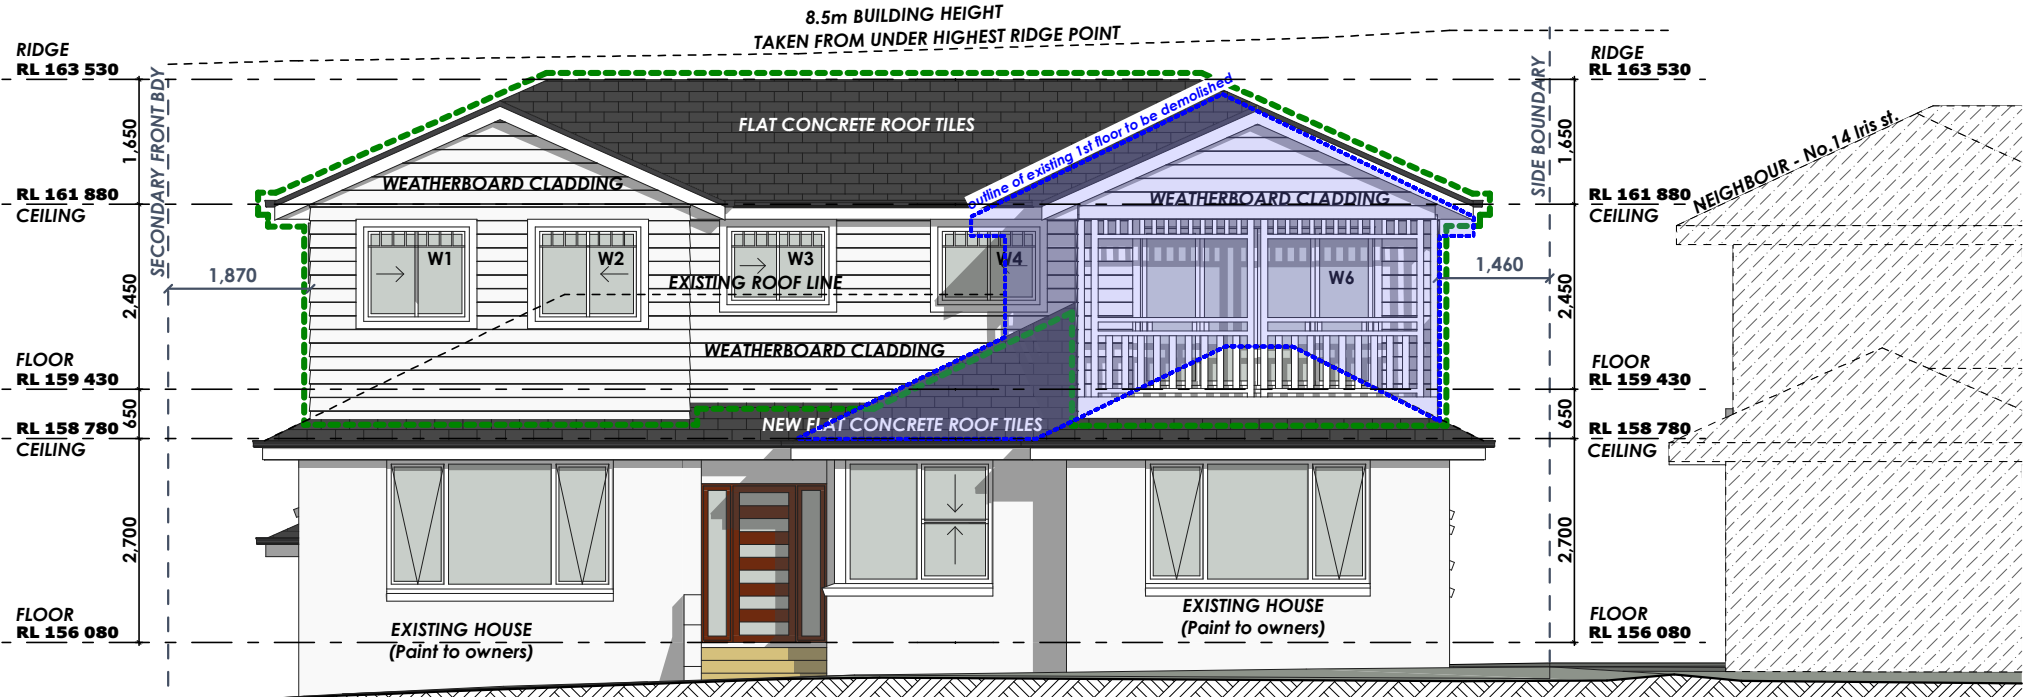 8.5m BUILDING HEIGHT
TAKEN FROM UNDER HIGHEST RIDGE POINT
RIDGE
RL 163 530
RIDGE
RL 163 530
SECONDARY FRONT BDY
SIDE BOUNDARY
outline of existing 1st floor to be demolished
FLAT CONCRETE ROOF TILES
1,650
1,650
NEIGHBOUR - No.14 Iris st.
WEATHERBOARD CLADDING
WEATHERBOARD CLADDING
RL 161 880
CEILING
RL 161 880
CEILING
W1
W2
W3
W4
W6
1,870
1,460
EXISTING ROOF LINE
2,450
2,450
WEATHERBOARD CLADDING
FLOOR
RL 159 430
FLOOR
RL 159 430
650
650
NEW FLAT CONCRETE ROOF TILES
RL 158 780
CEILING
RL 158 780
CEILING
2,700
2,700
FLOOR
RL 156 080
FLOOR
RL 156 080
EXISTING HOUSE
(Paint to owners)
EXISTING HOUSE
(Paint to owners)